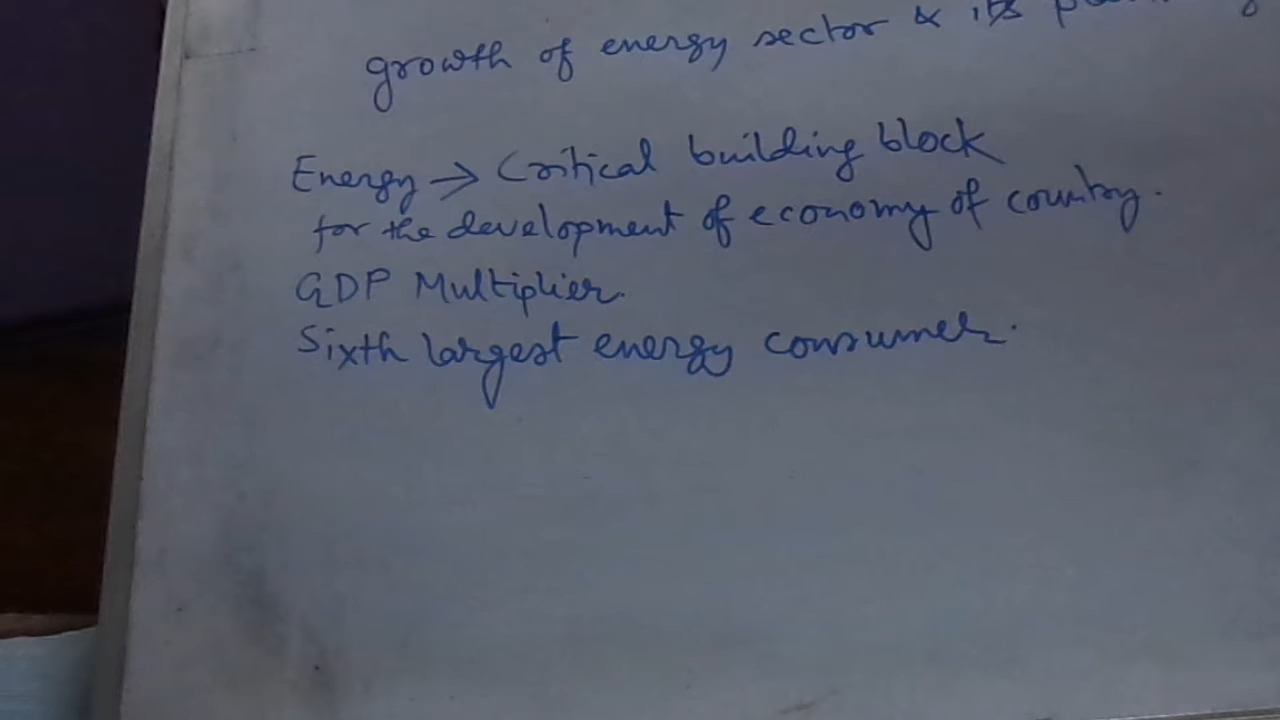 growth of energy sector & its
Energy → Critical building block
for the development of economy of country.
GDP Multiplier.
Sixth largest energy consumer.